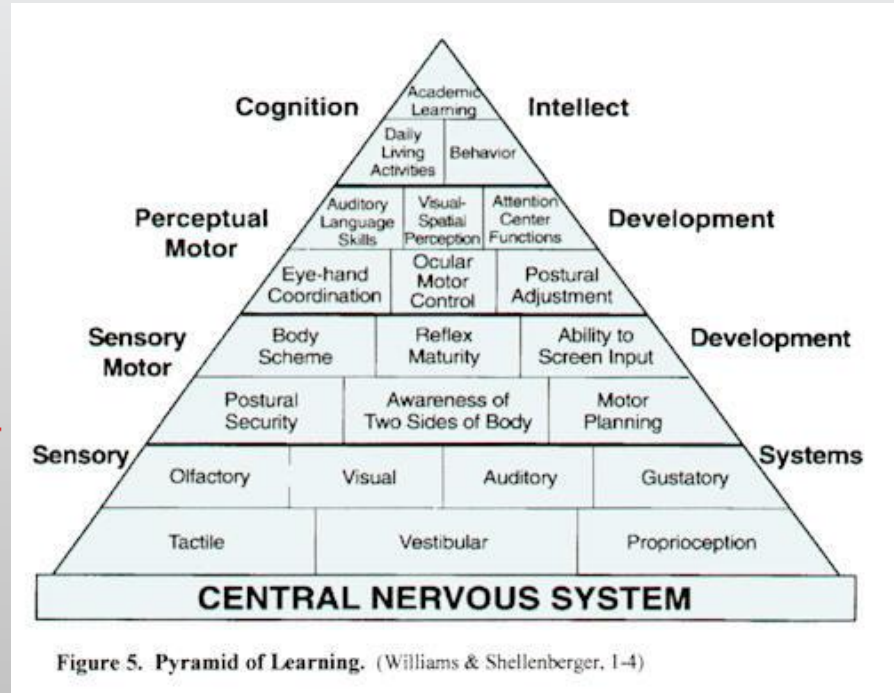 Academic
Learning
Cognition
Intellect
Daily
Living
Activities
Behavior
Perceptual
Motor
Auditory
Language
Skills
Visual-
Spatial
Perception
Attention
Center
Functions
Development
Eye-hand
Coordination
Ocular
Motor
Control
Postural
Adjustment
Sensory
Motor
Body
Scheme
Reflex
Maturity
Ability to
Screen Input
Development
Postural
Security
Awareness of
Two Sides of Body
Motor
Planning
Sensory
Systems
Olfactory
Visual
Auditory
Gustatory
Tactile
Vestibular
Proprioception
CENTRAL NERVOUS SYSTEM
Figure 5. Pyramid of Learning. (Williams & Shellenberger, 1-4)